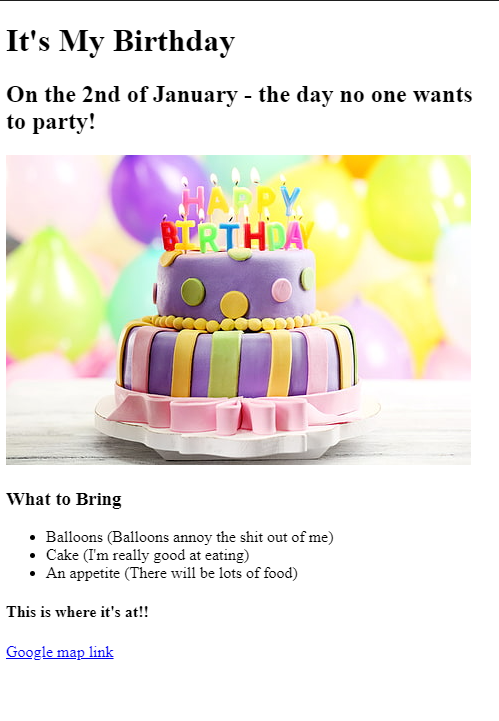 It's My Birthday
On the 2nd of January - the day no one wants
to party!
HAPPY
BIRTHDAY
What to Bring
Balloons (Balloons annoy the shit out of me)
Cake (I'm really good at eating)
An appetite (There will be lots of food)
This is where it's at!!
Google map link